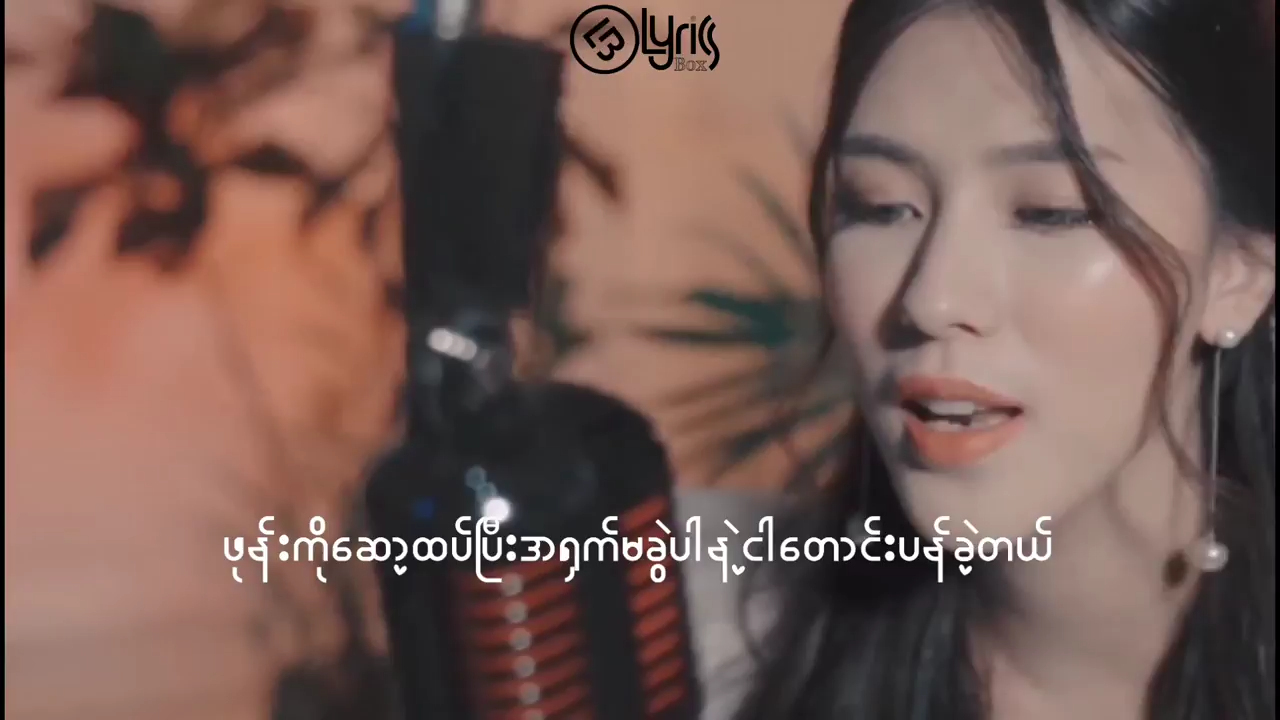 Lyrics
Box
ဖုန်းကိုဆော့ထပ်ပြီးအရှက်မခွဲပါနဲ့ငါတောင်းပန်ခဲ့တယ်